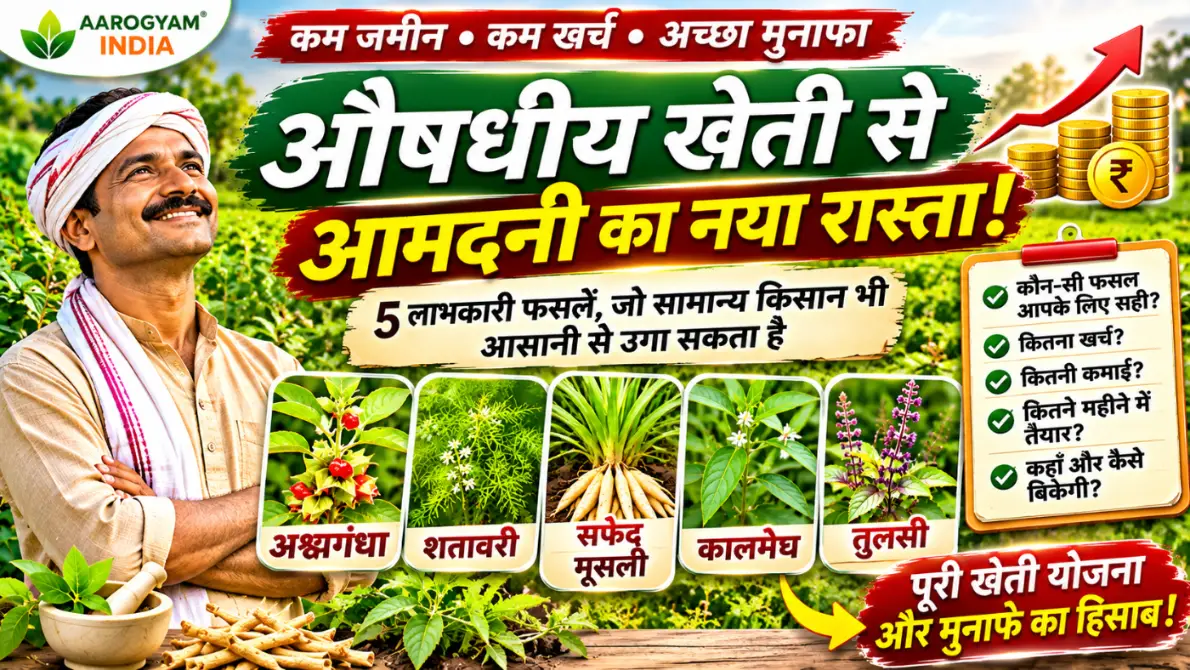 AAROGYAM®
INDIA
कम जमीन • कम खर्च • अच्छा मुनाफा
औषधीय खेती से
आमदनी का नया रास्ता!
5 लाभकारी फसलें, जो सामान्य किसान भी
आसानी से उगा सकता है
कौन-सी फसल
आपके लिए सही?
कितना खर्च?
कितनी कमाई?
कितने महीने में
तैयार?
कहाँ और कैसे
बिकेगी?
अश्वगंधा
शतावरी
सफेद
मूसली
कालमेघ
तुलसी
पूरी खेती योजना
और मुनाफे का हिसाब!
₹